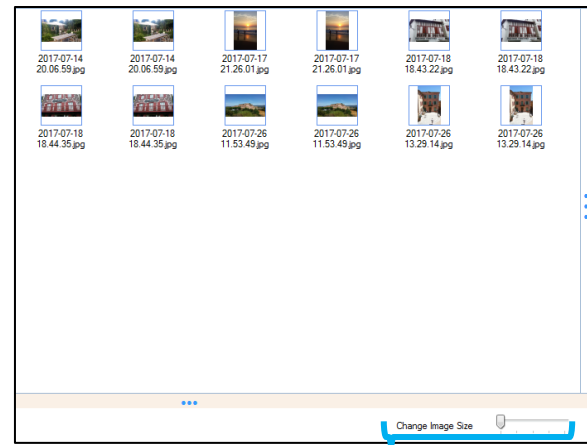 2017-07-14 2017-07-14 2017-07-17 2017-07-17 2017-07-18 2017-07-18
20.06.59.jpg 20.06.59.jpg 21.26.01.jpg 21.26.01.jpg 18.43.22.jpg 18.43.22.jpg
2017-07-18 2017-07-18 2017-07-26 2017-07-26 2017-07-26 2017-07-26
18.44.35.jpg 18.44.35.jpg 11.53.49.jpg 11.53.49.jpg 13.29.14.jpg 13.29.14.jpg
Change Image Size